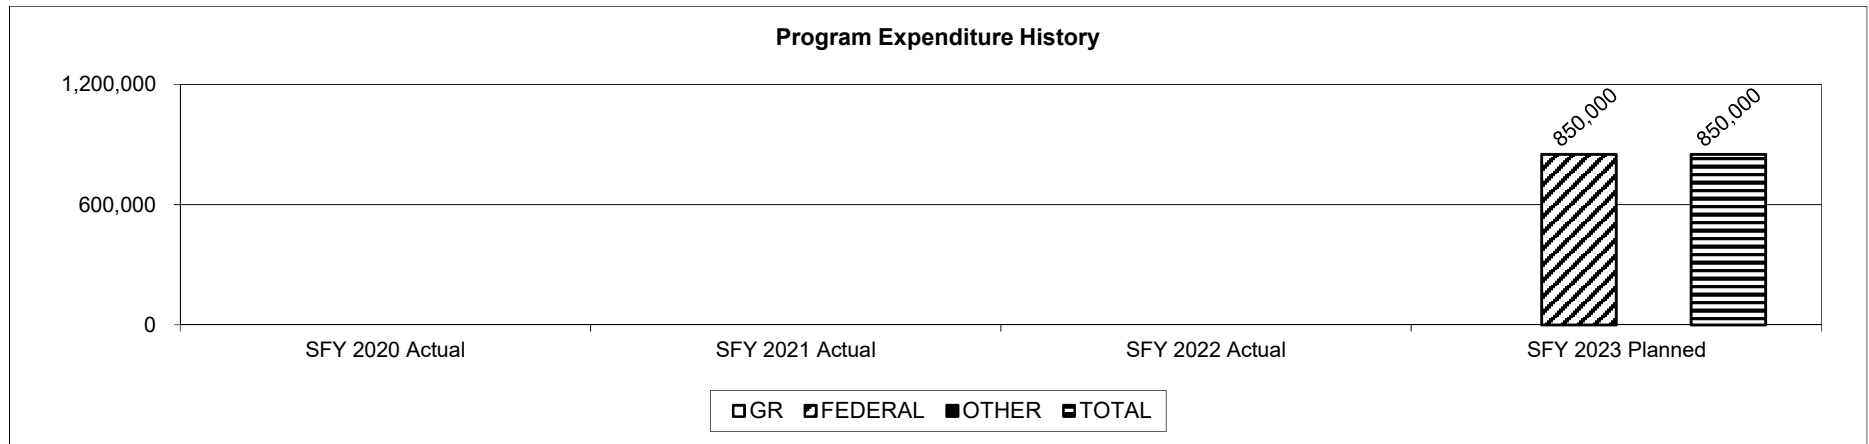 Program Expenditure History
1,200,000
850,000 850,000
600,000
0
SFY 2020 Actual SFY 2021 Actual SFY 2022 Actual SFY 2023 Planned
GR FEDERAL OTHER TOTAL